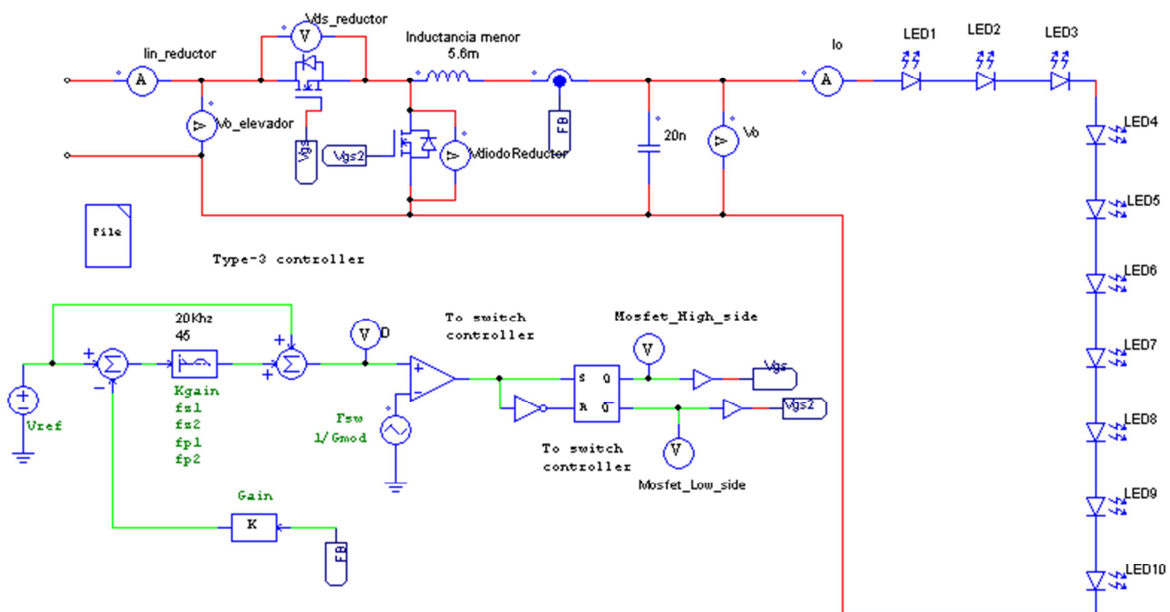 Vds_reductor
V
Iin_reductor
A
Inductancia menor
5.6m
Io
A
LED1
LED2
LED3
V
Vo_elevador
Vgs
Vgs2
V
VdiodoReductor
FB
20n
V
Vo
LED4
LED5
LED6
LED7
LED8
LED9
LED10
File
Type-3 controller
20Khz
45
V
D
To switch
controller
Mosfet_High_side
V
Vgs
Vgs2
S Q
R Q
Vref
Kgain
fz1
fz2
fp1
fp2
Fsw
1/Gmod
To switch
controller
V
Mosfet_Low_side
Gain
K
FB